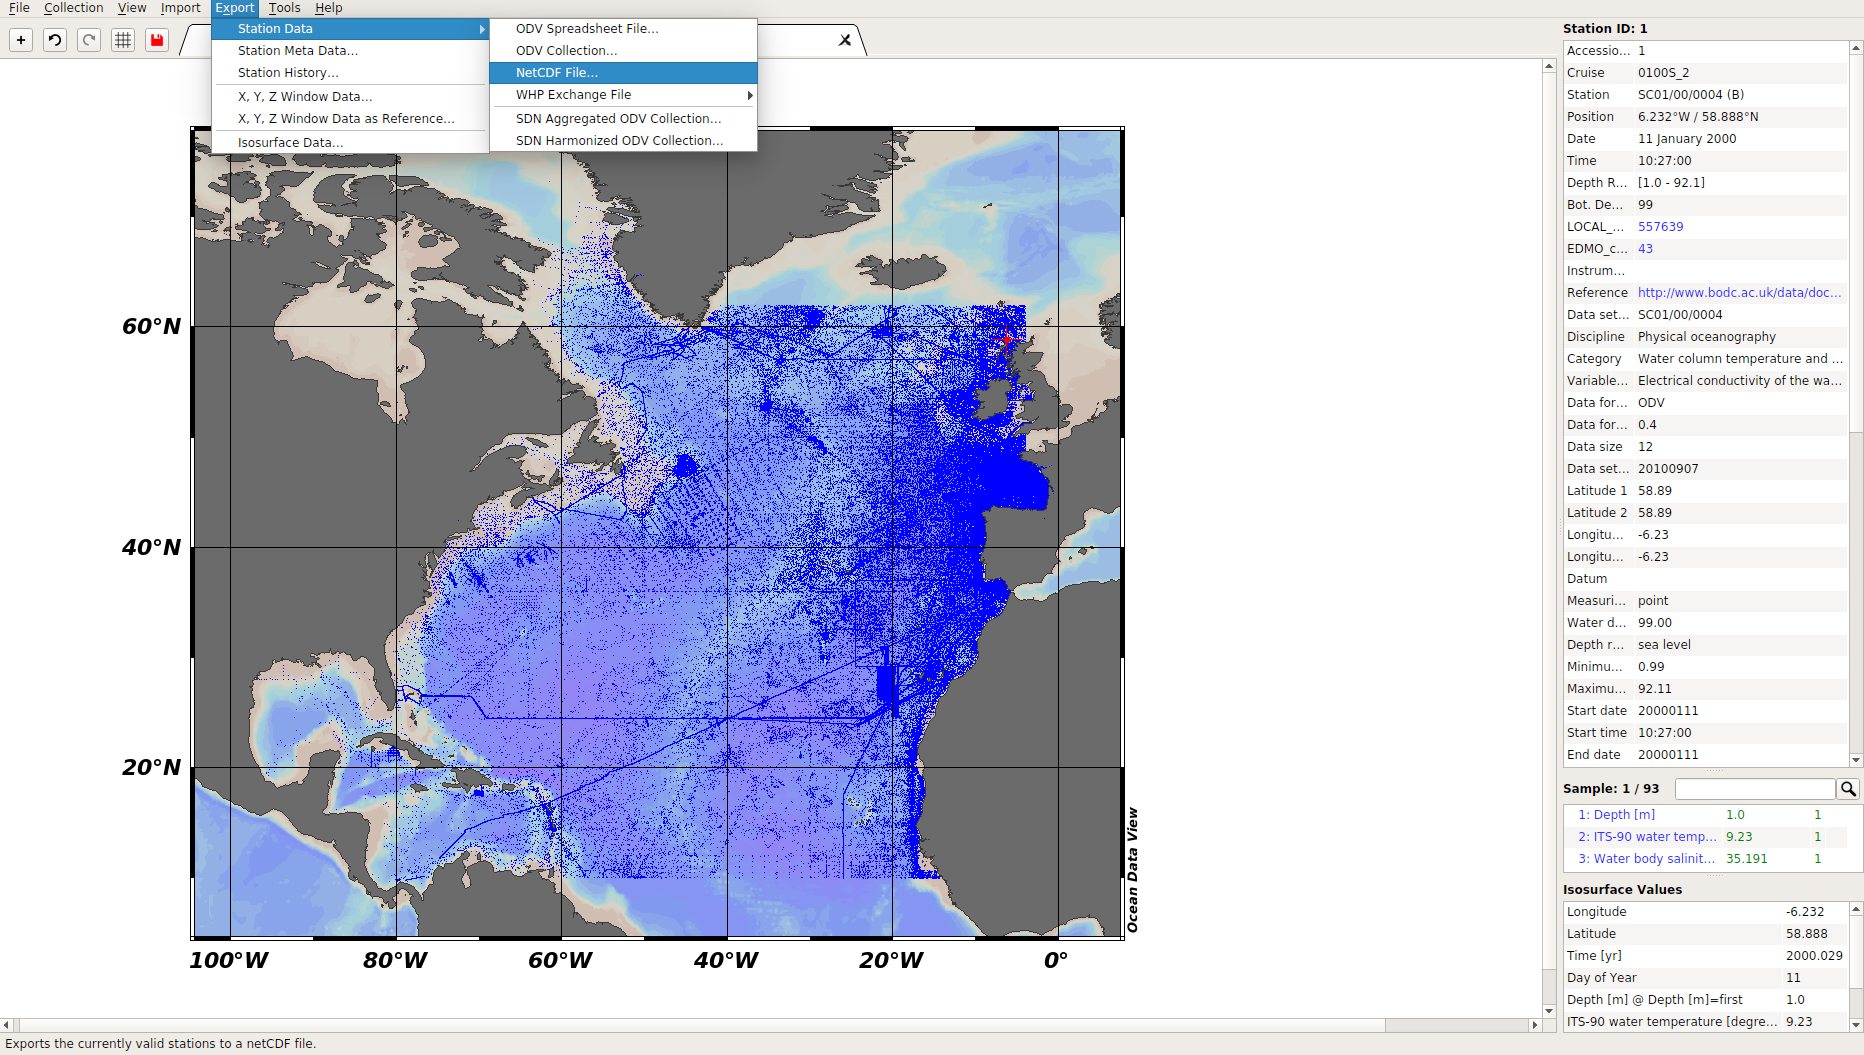 File Collection View Import Export Tools Help
Station Data
Station Meta Data...
Station History...
X, Y, Z Window Data...
X, Y, Z Window Data as Reference...
Isosurface Data...
ODV Spreadsheet File...
ODV Collection...
NetCDF File...
WHP Exchange File
SDN Aggregated ODV Collection...
SDN Harmonized ODV Collection...
60°N
40°N
20°N
100°W 80°W 60°W 40°W 20°W 0°
Ocean Data View
Station ID: 1
Accessio... 1
Cruise 0100S_2
Station SC01/00/0004 (B)
Position 6.232°W / 58.888°N
Date 11 January 2000
Time 10:27:00
Depth R... [1.0 - 92.1]
Bot. De... 99
LOCAL_... 557639
EDMO_c... 43
Instrum...
Reference http://www.bodc.ac.uk/data/doc...
Data set... SC01/00/0004
Discipline Physical oceanography
Category Water column temperature and ...
Variable... Electrical conductivity of the wa...
Data for... ODV
Data for... 0.4
Data size 12
Data set... 20100907
Latitude 1 58.89
Latitude 2 58.89
Longitu... -6.23
Longitu... -6.23
Datum
Measuri... point
Water d... 99.00
Depth r... sea level
Minimu... 0.99
Maximu... 92.11
Start date 20000111
Start time 10:27:00
End date 20000111
Sample: 1 / 93
1: Depth [m] 1.0 1
2: ITS-90 water temp... 9.23 1
3: Water body salinit... 35.191 1
Isosurface Values
Longitude -6.232
Latitude 58.888
Time [yr] 2000.029
Day of Year 11
Depth [m] @ Depth [m]=first 1.0
ITS-90 water temperature [degre... 9.23
Exports the currently valid stations to a netCDF file.